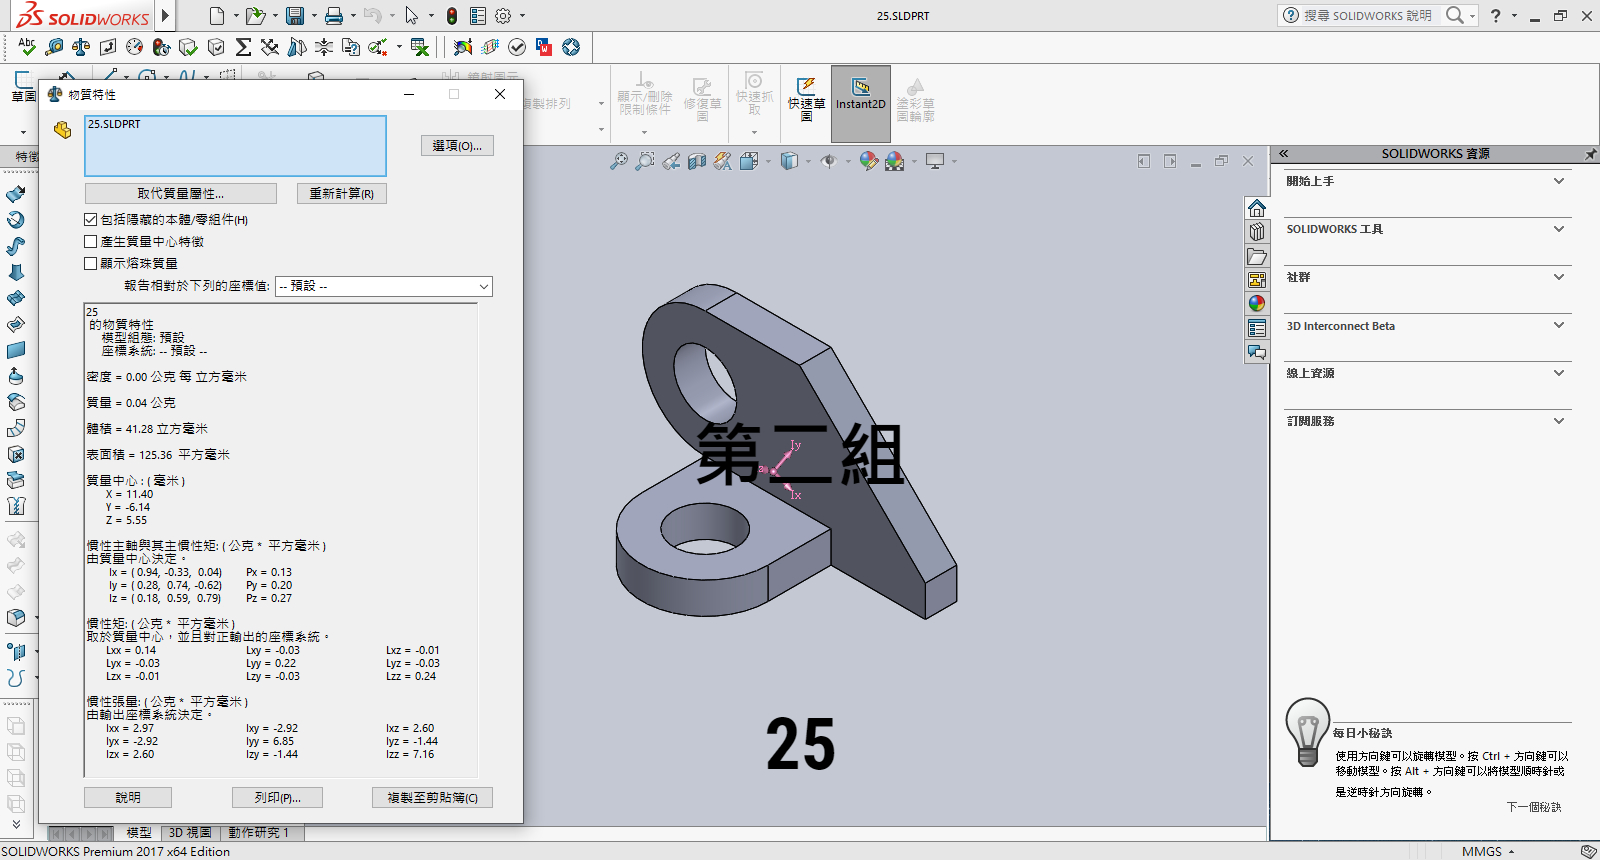 SOLIDWORKS
25.SLDPRT
搜尋 SOLIDWORKS 說明
草圖
複製排列
顯示/刪除限制條件
修復草圖
快速抓取
快速草圖
Instant2D
塗彩草圖輪廓
特徵
物質特性
25.SLDPRT
選項(O)...
取代質量屬性...
重新計算(R)
包括隱藏的本體/零組件(H)
產生質量中心特徵
顯示熔珠質量
報告相對於下列的座標值:
-- 預設 --
25
的物質特性
模型組態: 預設
座標系統: -- 預設 --
密度 = 0.00 公克 每 立方毫米
質量 = 0.04 公克
體積 = 41.28 立方毫米
表面積 = 125.36 平方毫米
質量中心 : ( 毫米 )
X = 11.40
Y = -6.14
Z = 5.55
慣性主軸與其主慣性矩: ( 公克 * 平方毫米 )
由質量中心決定。
Ix = ( 0.94, -0.33, 0.04) Px = 0.13
Iy = ( 0.28, 0.74, -0.62) Py = 0.20
Iz = ( 0.18, 0.59, 0.79) Pz = 0.27
慣性矩: ( 公克 * 平方毫米 )
取於質量中心，並且對正輸出的座標系統。
Lxx = 0.14 Lxy = -0.03 Lxz = -0.01
Lyx = -0.03 Lyy = 0.22 Lyz = -0.03
Lzx = -0.01 Lzy = -0.03 Lzz = 0.24
慣性張量: ( 公克 * 平方毫米 )
由輸出座標系統決定。
Ixx = 2.97 Ixy = -2.92 Ixz = 2.60
Iyx = -2.92 Iyy = 6.85 Iyz = -1.44
Izx = 2.60 Izy = -1.44 Izz = 7.16
說明
列印(P)...
複製至剪貼簿(C)
Iy
Ix
第二組
25
SOLIDWORKS 資源
開始上手
SOLIDWORKS 工具
社群
3D Interconnect Beta
線上資源
訂閱服務
每日小秘訣
使用方向鍵可以旋轉模型。按 Ctrl + 方向鍵可以
移動模型。按 Alt + 方向鍵可以將模型順時針或
是逆時針方向旋轉。
下一個秘訣
模型
3D 視圖
動作研究 1
SOLIDWORKS Premium 2017 x64 Edition
MMGS